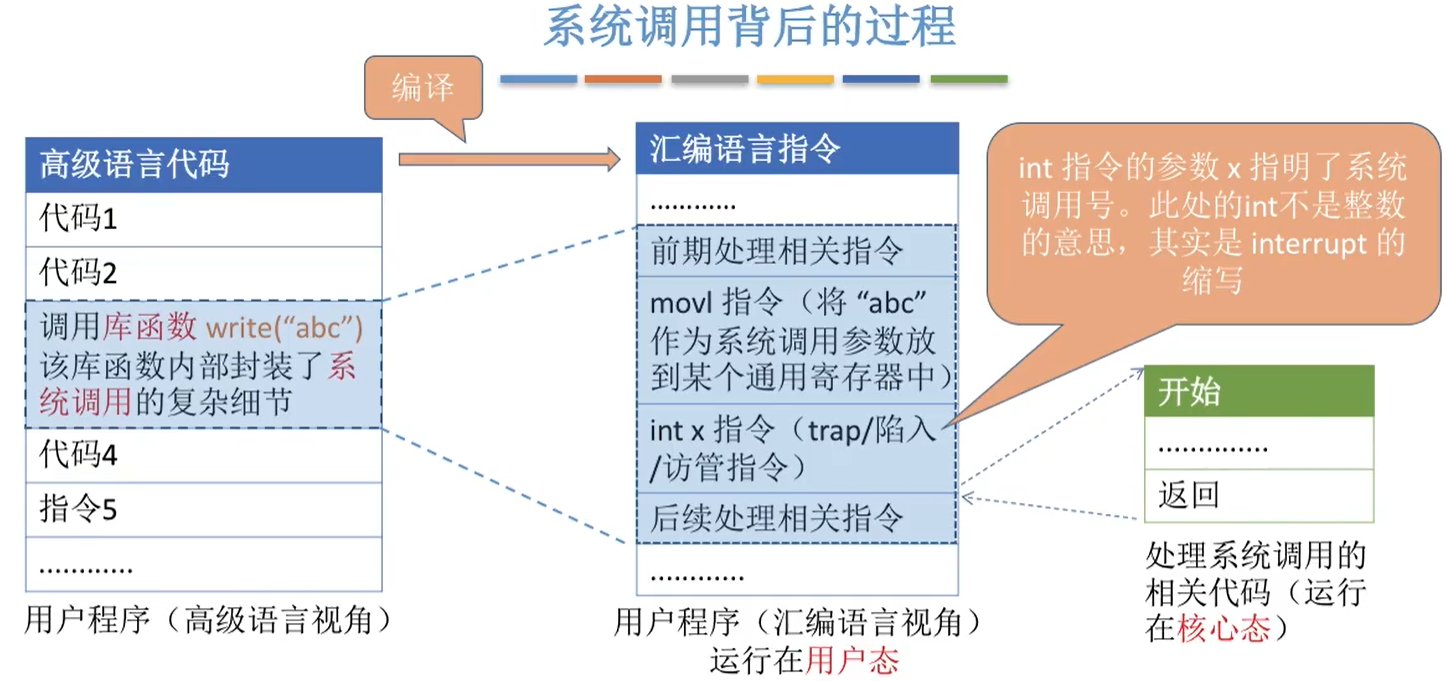 系统调用背后的过程
编译
高级语言代码
代码1
代码2
调用库函数 write(“abc”)
该库函数内部封装了系
统调用的复杂细节
代码4
指令5
............
用户程序（高级语言视角）
汇编语言指令
............
前期处理相关指令
movl 指令（将 “abc”
作为系统调用参数放
到某个通用寄存器中）
int x 指令（trap/陷入
/访管指令）
后续处理相关指令
............
用户程序（汇编语言视角）
运行在用户态
int 指令的参数 x 指明了系统
调用号。此处的int不是整数
的意思，其实是 interrupt 的
缩写
开始
..............
返回
处理系统调用的
相关代码（运行
在核心态）